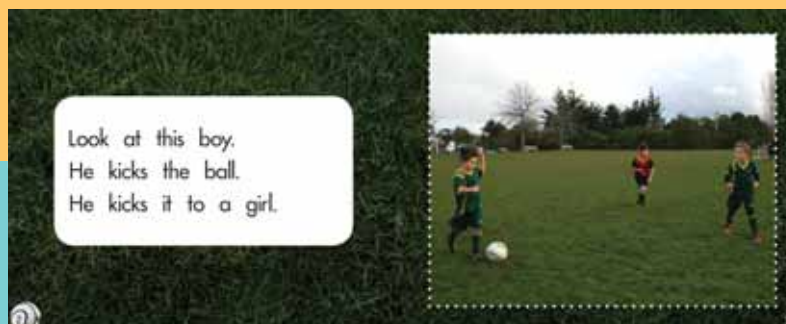 Look at this boy.
He kicks the ball.
He kicks it to a girl.